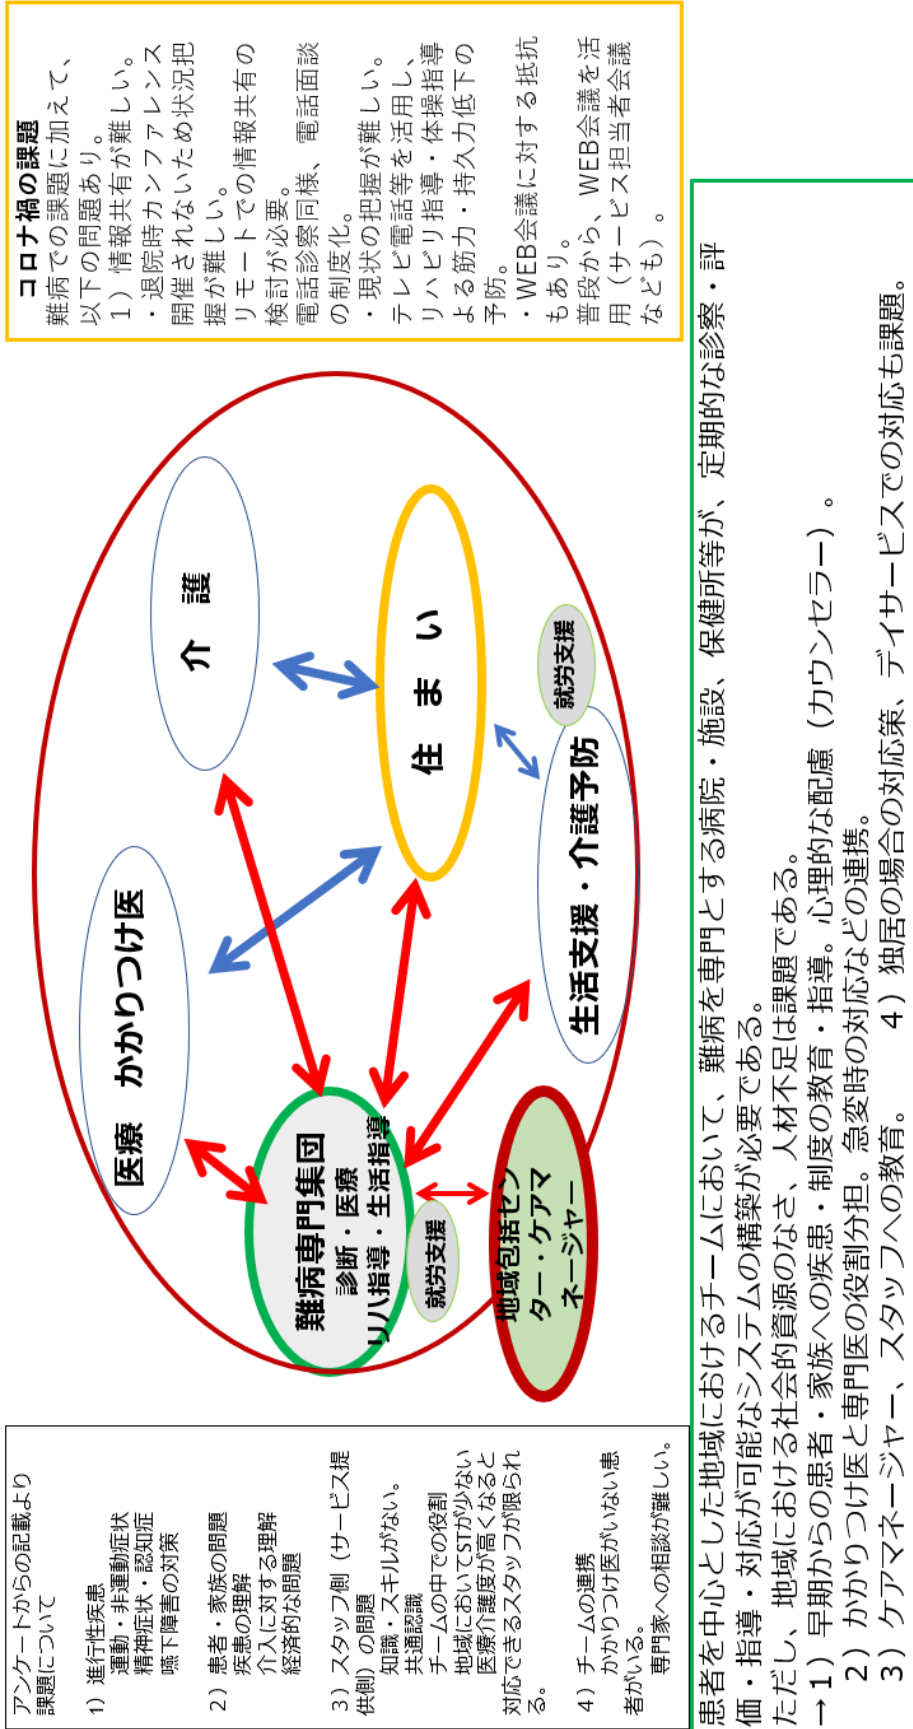 アンケートからの記載より
課題について
1）進行性疾患
運動・非運動症状
精神症状・認知症
嚥下障害の対策
2）患者・家族の問題
疾患の理解
介入に対する理解
経済的な問題
3）スタッフ側（サービス提
供側）の問題
知識・スキルがない。
共通認識
チームの中での役割
地域においてSTが少ない
医療介護度が高くなると
対応できるスタッフが限られ
る。
4）チームの連携
かかりつけ医がいない患
者がいる。
専門家への相談が難しい。
医療　かかりつけ医
介　護
難病専門集団
診断・医療
リハ指導・生活指導
住　ま　い
就労支援
就労支援
生活支援・介護予防
地域包括セン
ター・ケアマ
ネージャー
コロナ禍の課題
難病での課題に加えて、
以下の問題あり。
1）情報共有が難しい。
・退院時カンファレンス
開催されないため状況把
握が難しい。
リモートでの情報共有の
検討が必要。
電話診察同様、電話面談
の制度化。
・現状の把握が難しい。
テレビ電話等を活用し、
リハビリ指導・体操指導
よる筋力・持久力低下の
予防。
・WEB会議に対する抵抗
もあり。
普段から、WEB会議を活
用（サービス担当者会議
なども）。
患者を中心とした地域におけるチームにおいて、難病を専門とする病院・施設、保健所等が、定期的な診察・評
価・指導・対応が可能なシステムの構築が必要である。
ただし、地域における社会的資源のなさ、人材不足は課題である。
→1）早期からの患者・家族への疾患・制度の教育・指導。心理的な配慮（カウンセラー）。
2）かかりつけ医と専門医の役割分担。急変時の対応などの連携。
3）ケアマネージャー、スタッフへの教育。　4）独居の場合の対応策、デイサービスでの対応も課題。